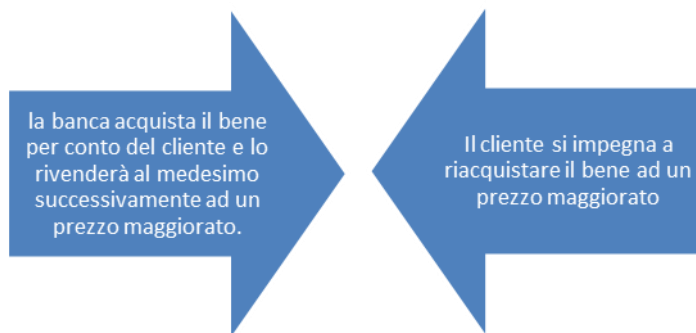 la banca acquista il bene
per conto del cliente e lo
rivenderà al medesimo
successivamente ad un
prezzo maggiorato.
Il cliente si impegna a
riacquistare il bene ad un
prezzo maggiorato